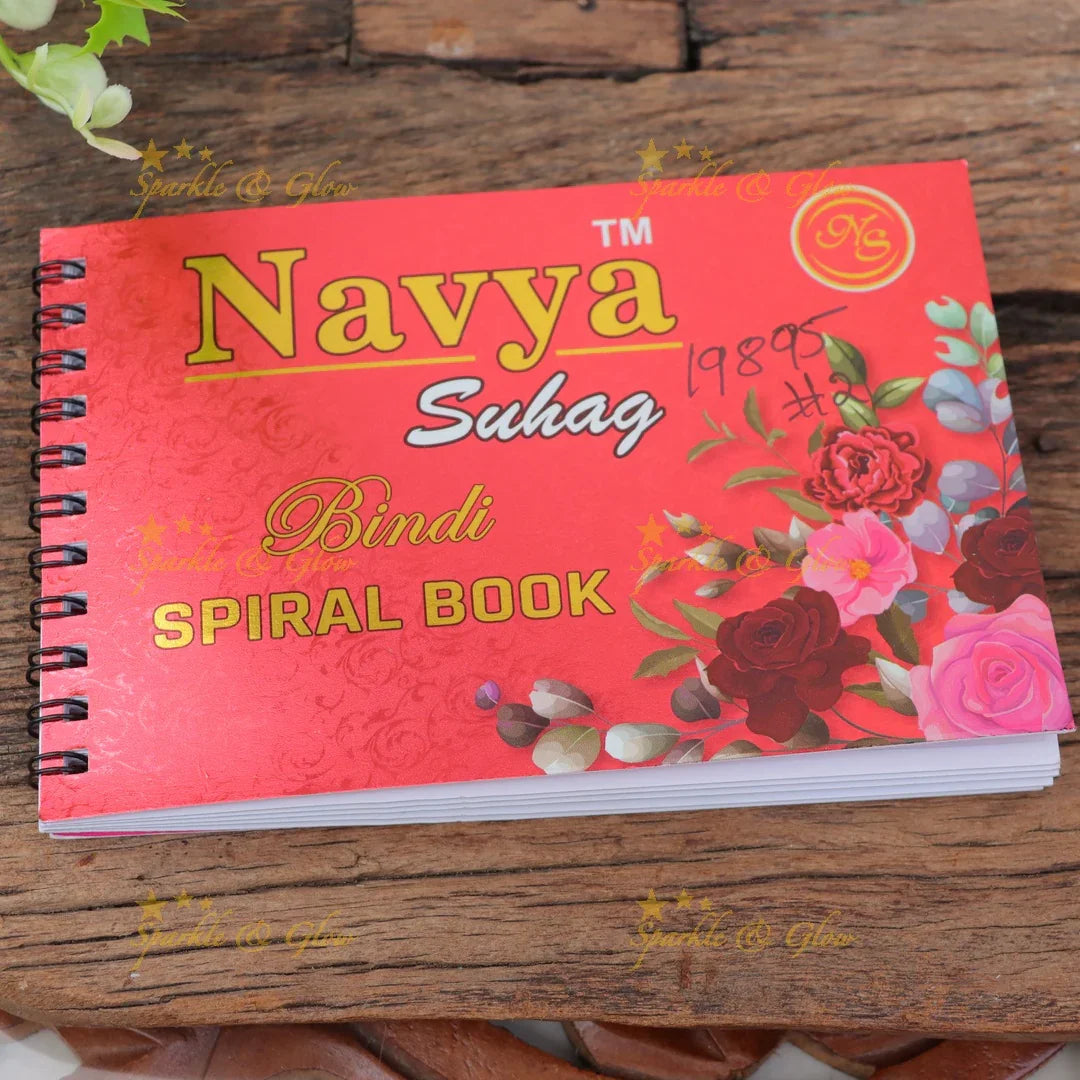 Sparkle & Glow
Sparkle & Glow
TM
NS
Navya
19895
#2
Suhag
Bindi
Sparkle & Glow
Sparkle & Glow
SPIRAL BOOK
Sparkle & Glow
Sparkle & Glow